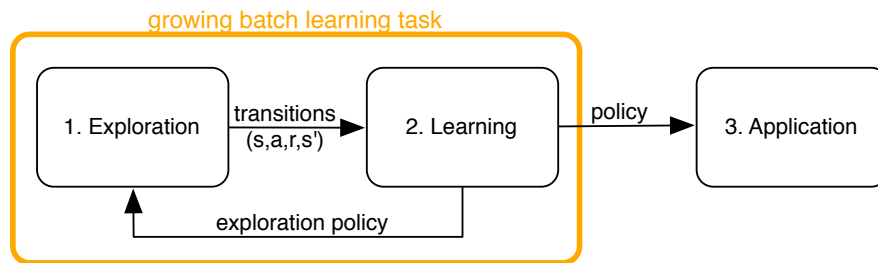 growing batch learning task
1. Exploration
transitions
(s,a,r,s')
2. Learning
policy
3. Application
exploration policy